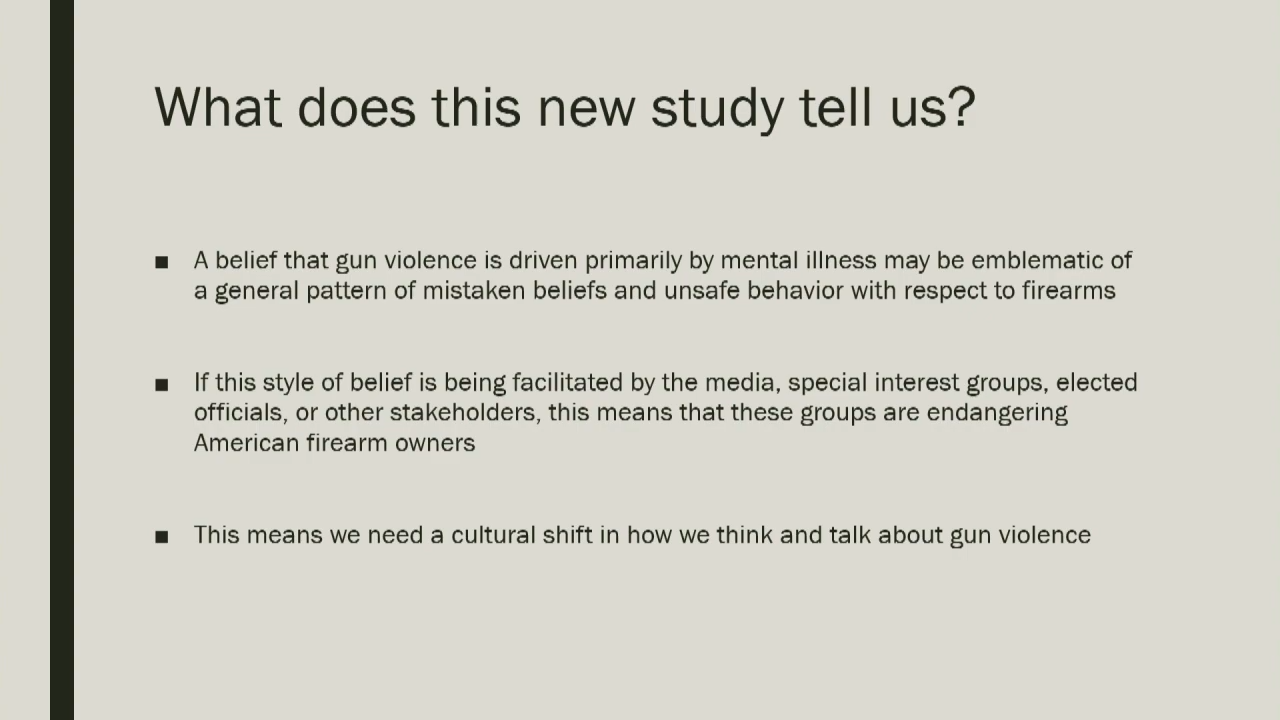 What does this new study tell us?
■ A belief that gun violence is driven primarily by mental illness may be emblematic of
a general pattern of mistaken beliefs and unsafe behavior with respect to firearms
■ If this style of belief is being facilitated by the media, special interest groups, elected
officials, or other stakeholders, this means that these groups are endangering
American firearm owners
■ This means we need a cultural shift in how we think and talk about gun violence